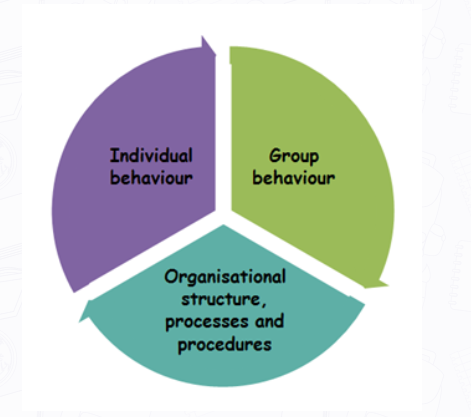 Individual
behaviour
Group
behaviour
Organisational
structure,
processes and
procedures